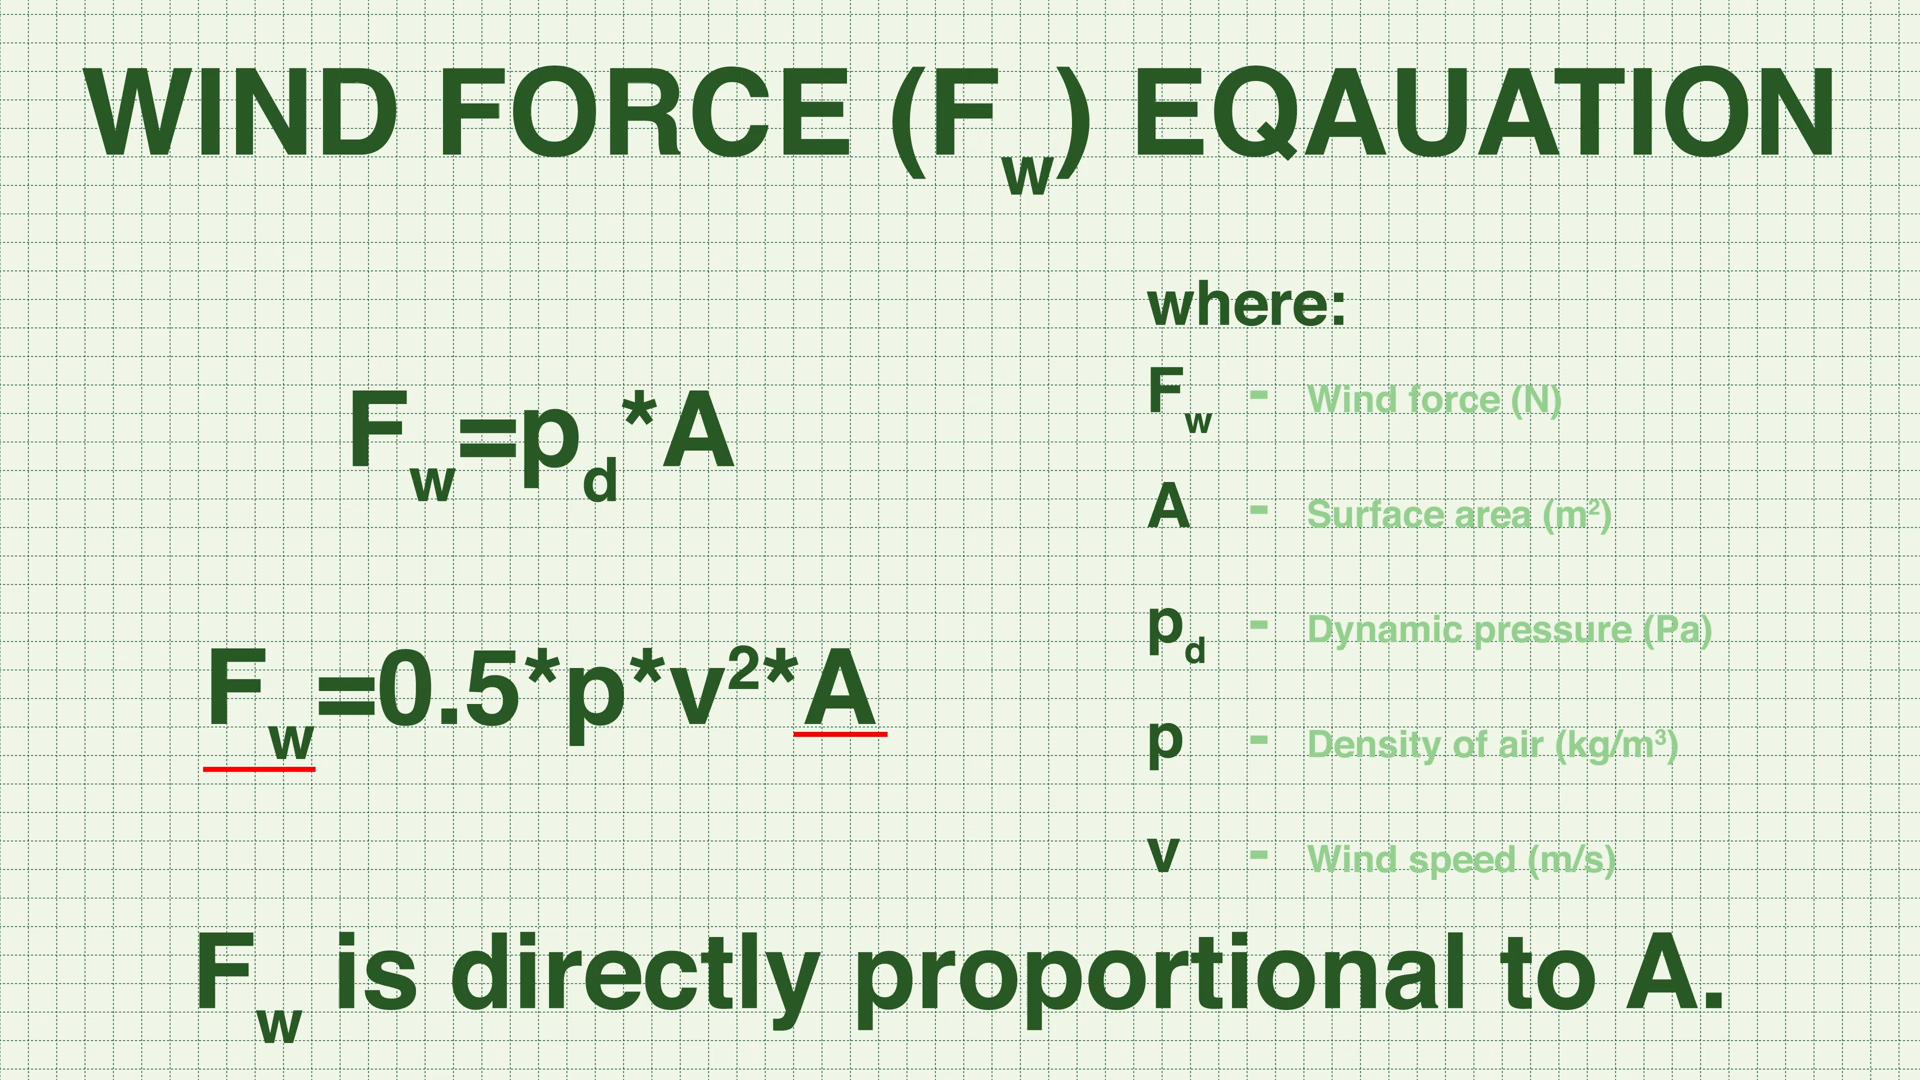 WIND FORCE (Fw) EQAUATION
where:
Fw - Wind force (N)
Fw=pd*A
A - Surface area (m²)
pd - Dynamic pressure (Pa)
Fw=0.5*p*v²*A
p - Density of air (kg/m³)
v - Wind speed (m/s)
Fw is directly proportional to A.